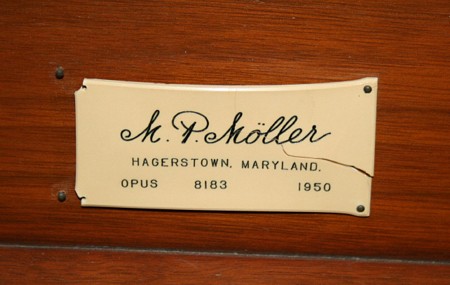 M. P. Möller
HAGERSTOWN, MARYLAND.
OPUS 8183 1950